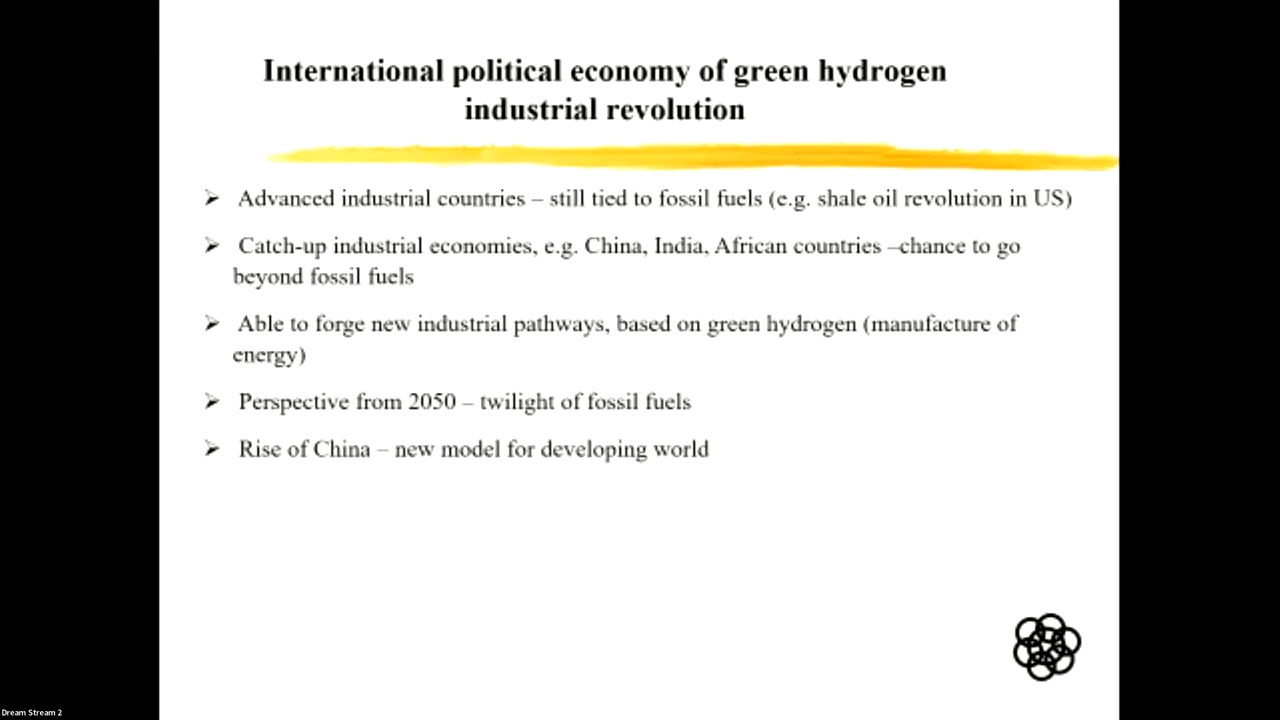 International political economy of green hydrogen
industrial revolution
➢ Advanced industrial countries – still tied to fossil fuels (e.g. shale oil revolution in US)
➢ Catch-up industrial economies, e.g. China, India, African countries –chance to go
beyond fossil fuels
➢ Able to forge new industrial pathways, based on green hydrogen (manufacture of
energy)
➢ Perspective from 2050 – twilight of fossil fuels
➢ Rise of China – new model for developing world
Dream Stream 2